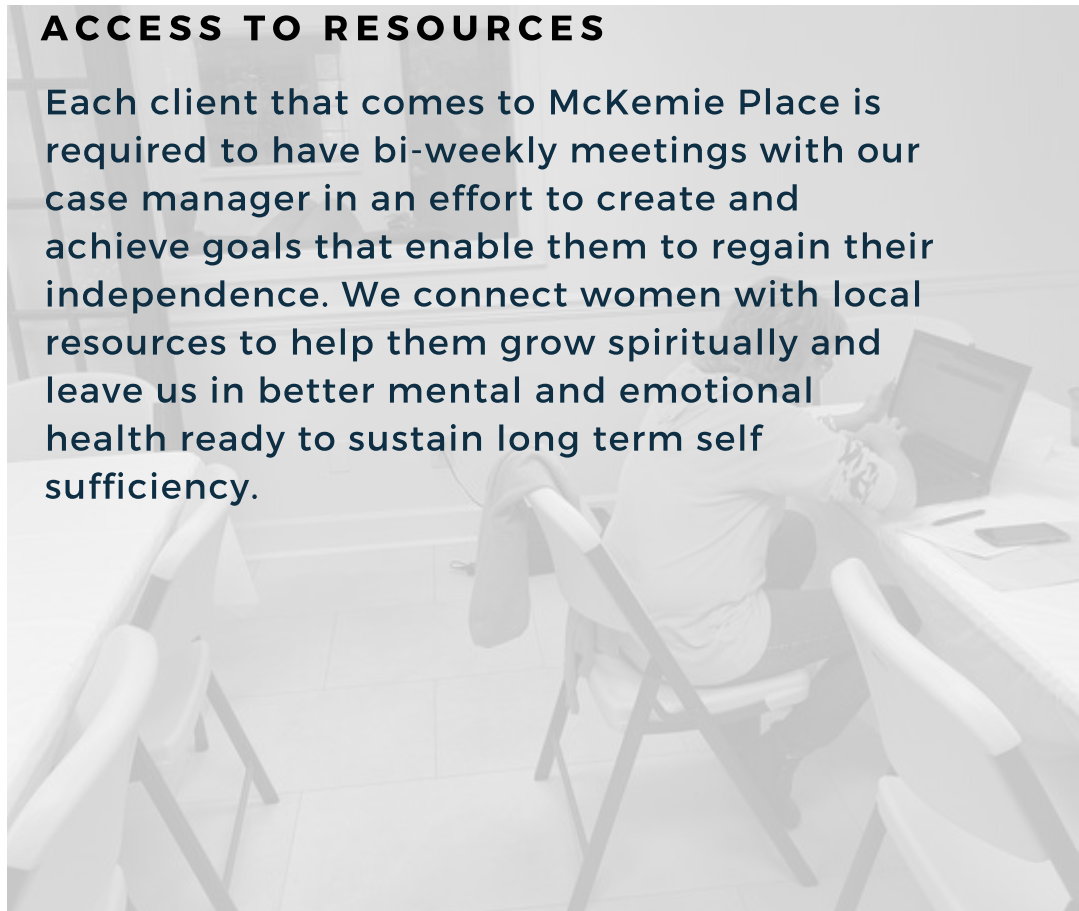 ACCESS TO RESOURCES
Each client that comes to McKemie Place is
required to have bi-weekly meetings with our
case manager in an effort to create and
achieve goals that enable them to regain their
independence. We connect women with local
resources to help them grow spiritually and
leave us in better mental and emotional
health ready to sustain long term self
sufficiency.